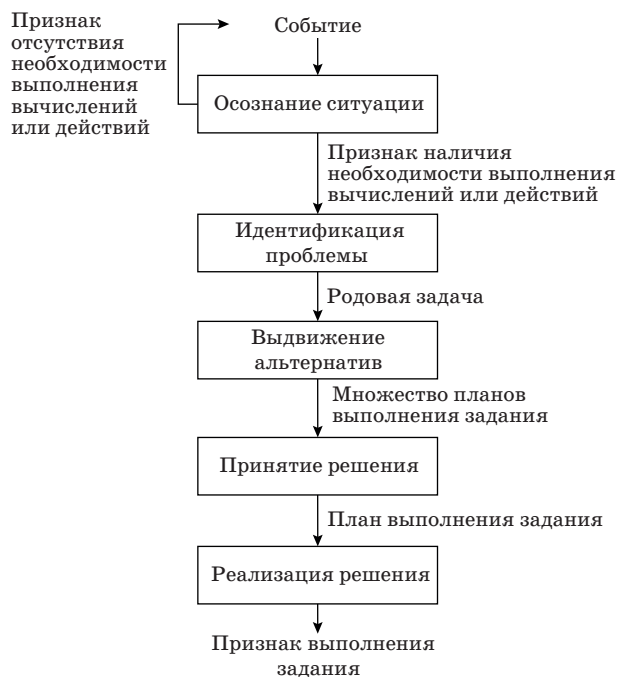 Признак
отсутствия
необходимости
выполнения
вычислений
или действий
Событие
Осознание ситуации
Признак наличия
необходимости выполнения
вычислений или действий
Идентификация
проблемы
Родовая задача
Выдвижение
альтернатив
Множество планов
выполнения задания
Принятие решения
План выполнения задания
Реализация решения
Признак выполнения
задания